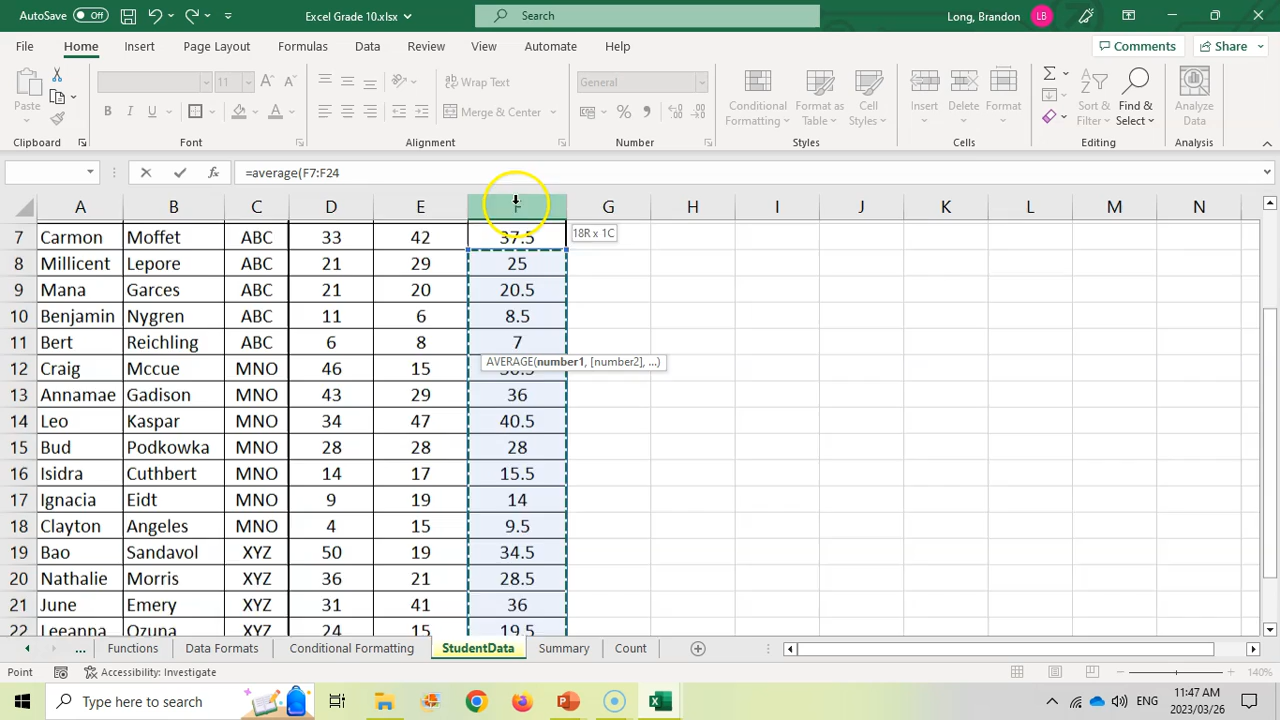 AutoSave Off Excel Grade 10.xlsx Search Long, Brandon LB
File Home Insert Page Layout Formulas Data Review View Automate Help Comments Share
Paste 11 Wrap Text General Conditional Formatting Format as Table Cell Styles Insert Delete Format Sort & Filter Find & Select Analyze Data
B I U A Merge & Center % ,
Clipboard Font Alignment Number Styles Cells Editing Analysis
fx =average(F7:F24
A B C D E F G H I J K L M N
7 Carmon Moffet ABC 33 42 37.5 18R x 1C
8 Millicent Lepore ABC 21 29 25
9 Mana Garces ABC 21 20 20.5
10 Benjamin Nygren ABC 11 6 8.5
11 Bert Reichling ABC 6 8 7
AVERAGE(number1, [number2], ...)
12 Craig Mccue MNO 46 15
13 Annamae Gadison MNO 43 29 36
14 Leo Kaspar MNO 34 47 40.5
15 Bud Podkowka MNO 28 28 28
16 Isidra Cuthbert MNO 14 17 15.5
17 Ignacia Eidt MNO 9 19 14
18 Clayton Angeles MNO 4 15 9.5
19 Bao Sandavol XYZ 50 19 34.5
20 Nathalie Morris XYZ 36 21 28.5
21 June Emery XYZ 31 41 36
22 Leeanna Ozuna XYZ 24 15 19.5
... Functions Data Formats Conditional Formatting StudentData Summary Count
Point Accessibility: Investigate 140%
Type here to search ENG 11:47 AM
2023/03/26